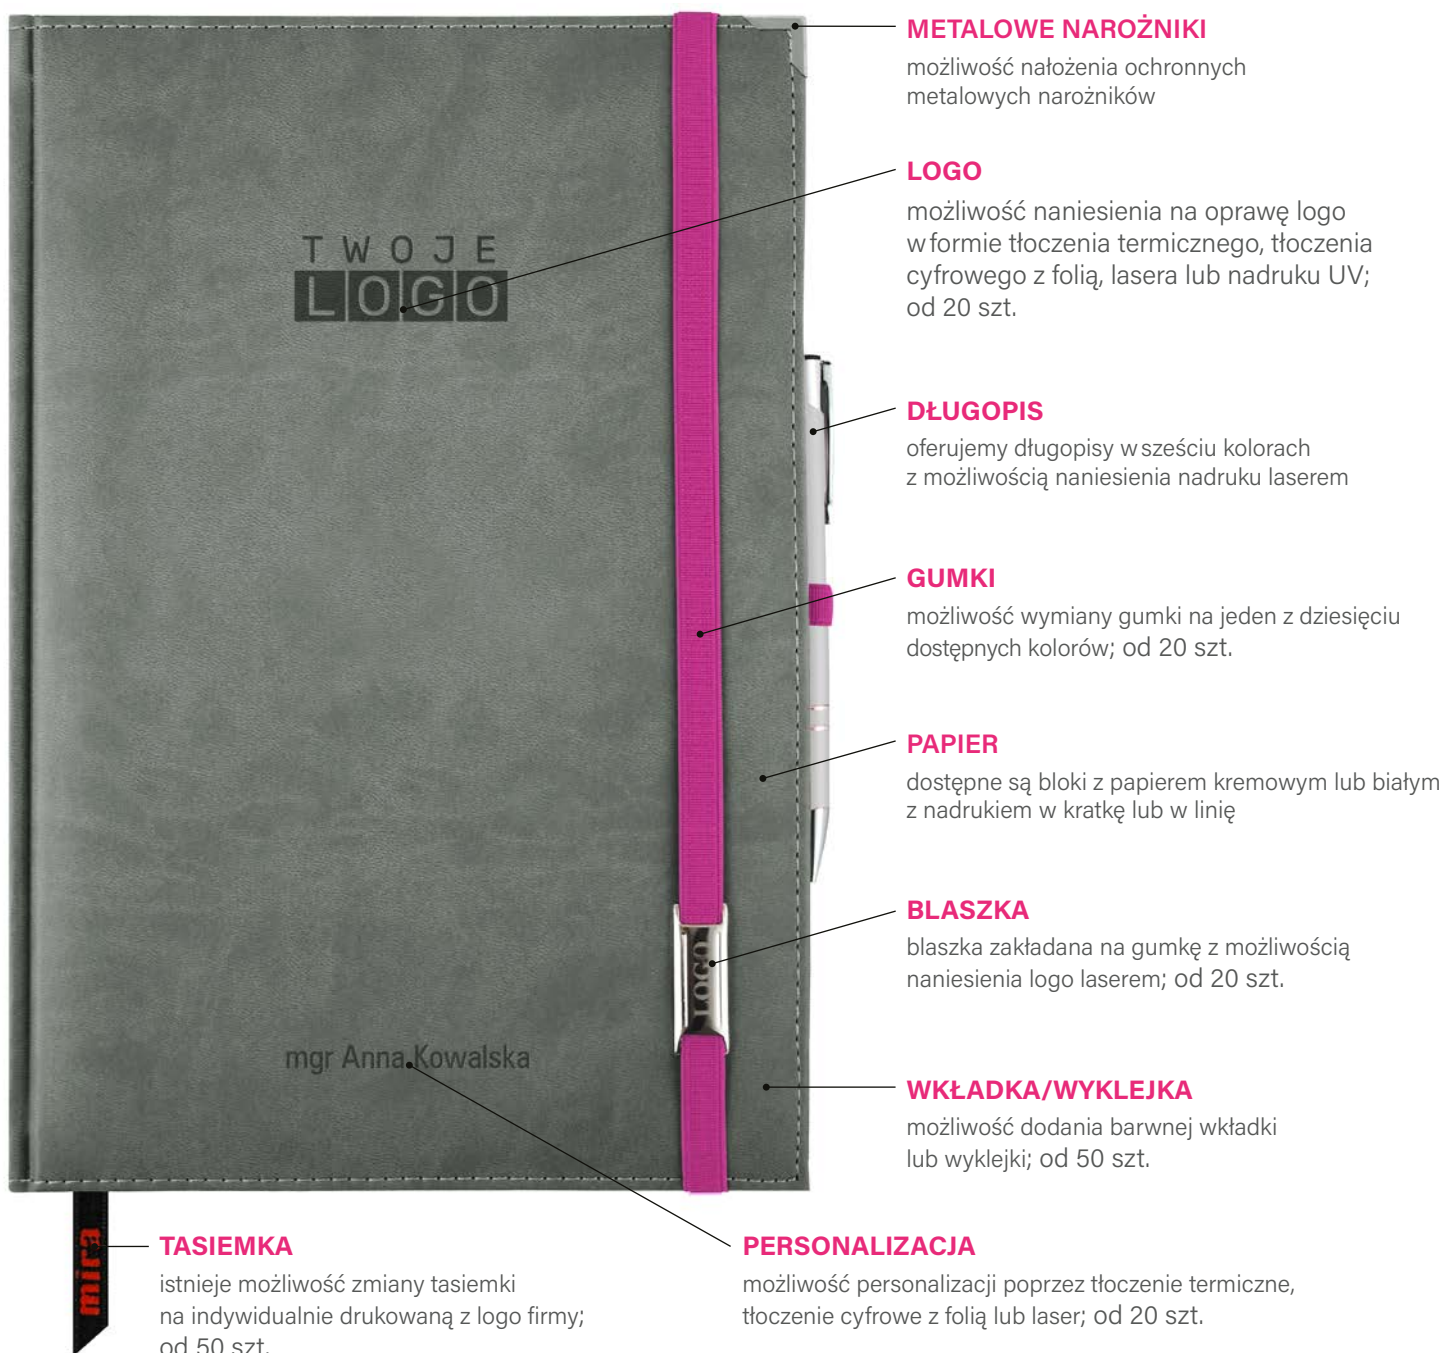 METALOWE NAROŻNIKI
możliwość nałożenia ochronnych
metalowych narożników
LOGO
możliwość naniesienia na oprawę logo
w formie tłoczenia termicznego, tłoczenia
cyfrowego z folią, lasera lub nadruku UV;
od 20 szt.
TWOJE
LOGO
DŁUGOPIS
oferujemy długopisy w sześciu kolorach
z możliwością naniesienia nadruku laserem
GUMKI
możliwość wymiany gumki na jeden z dziesięciu
dostępnych kolorów; od 20 szt.
PAPIER
dostępne są bloki z papierem kremowym lub białym
z nadrukiem w kratkę lub w linię
BLASZKA
blaszka zakładana na gumkę z możliwością
naniesienia logo laserem; od 20 szt.
LOGO
mgr Anna Kowalska
WKŁADKA/WYKLEJKA
możliwość dodania barwnej wkładki
lub wyklejki; od 50 szt.
mira
TASIEMKA
istnieje możliwość zmiany tasiemki
na indywidualnie drukowaną z logo firmy;
od 50 szt.
PERSONALIZACJA
możliwość personalizacji poprzez tłoczenie termiczne,
tłoczenie cyfrowe z folią lub laser; od 20 szt.